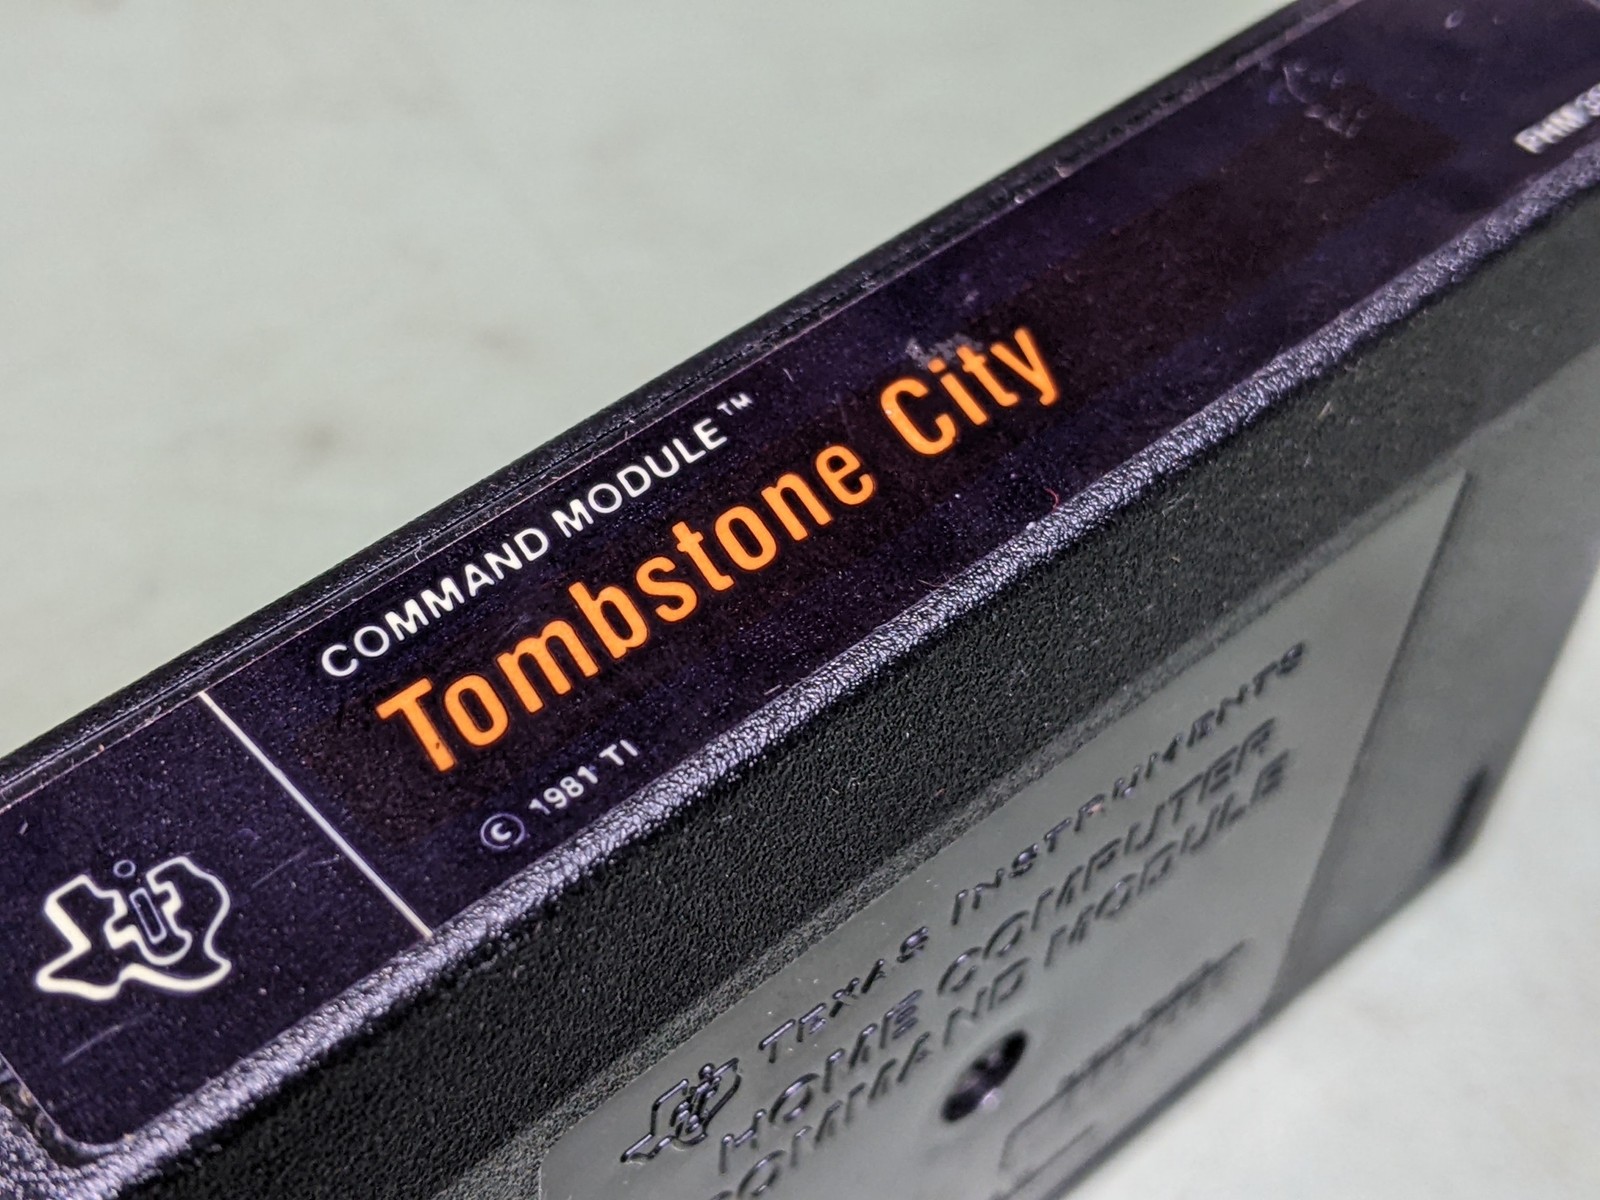 COMMAND MODULE™
Tombstone City
© 1981 TI
TEXAS INSTRUMENTS
HOME COMPUTER
COMMAND MODULE